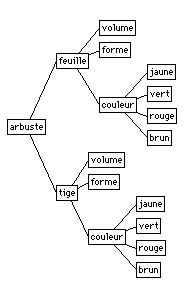 volume
feuille
forme
jaune
vert
couleur
rouge
brun
arbuste
volume
forme
tige
jaune
vert
couleur
rouge
brun